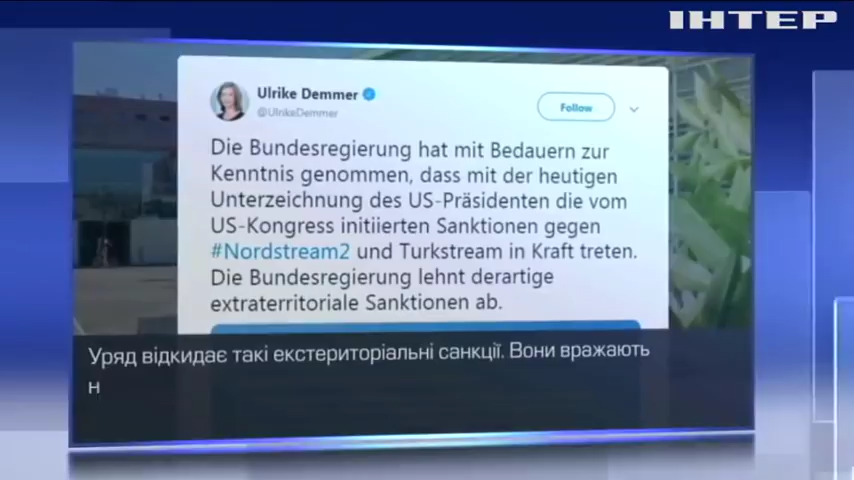 ІНТЕР
Ulrike Demmer
@UlrikeDemmer
Follow
Die Bundesregierung hat mit Bedauern zur
Kenntnis genommen, dass mit der heutigen
Unterzeichnung des US-Präsidenten die vom
US-Kongress initiierten Sanktionen gegen
#Nordstream2 und Turkstream in Kraft treten.
Die Bundesregierung lehnt derartige
extraterritoriale Sanktionen ab.
Уряд відкидає такі екстериторіальні санкції. Вони вражають
н